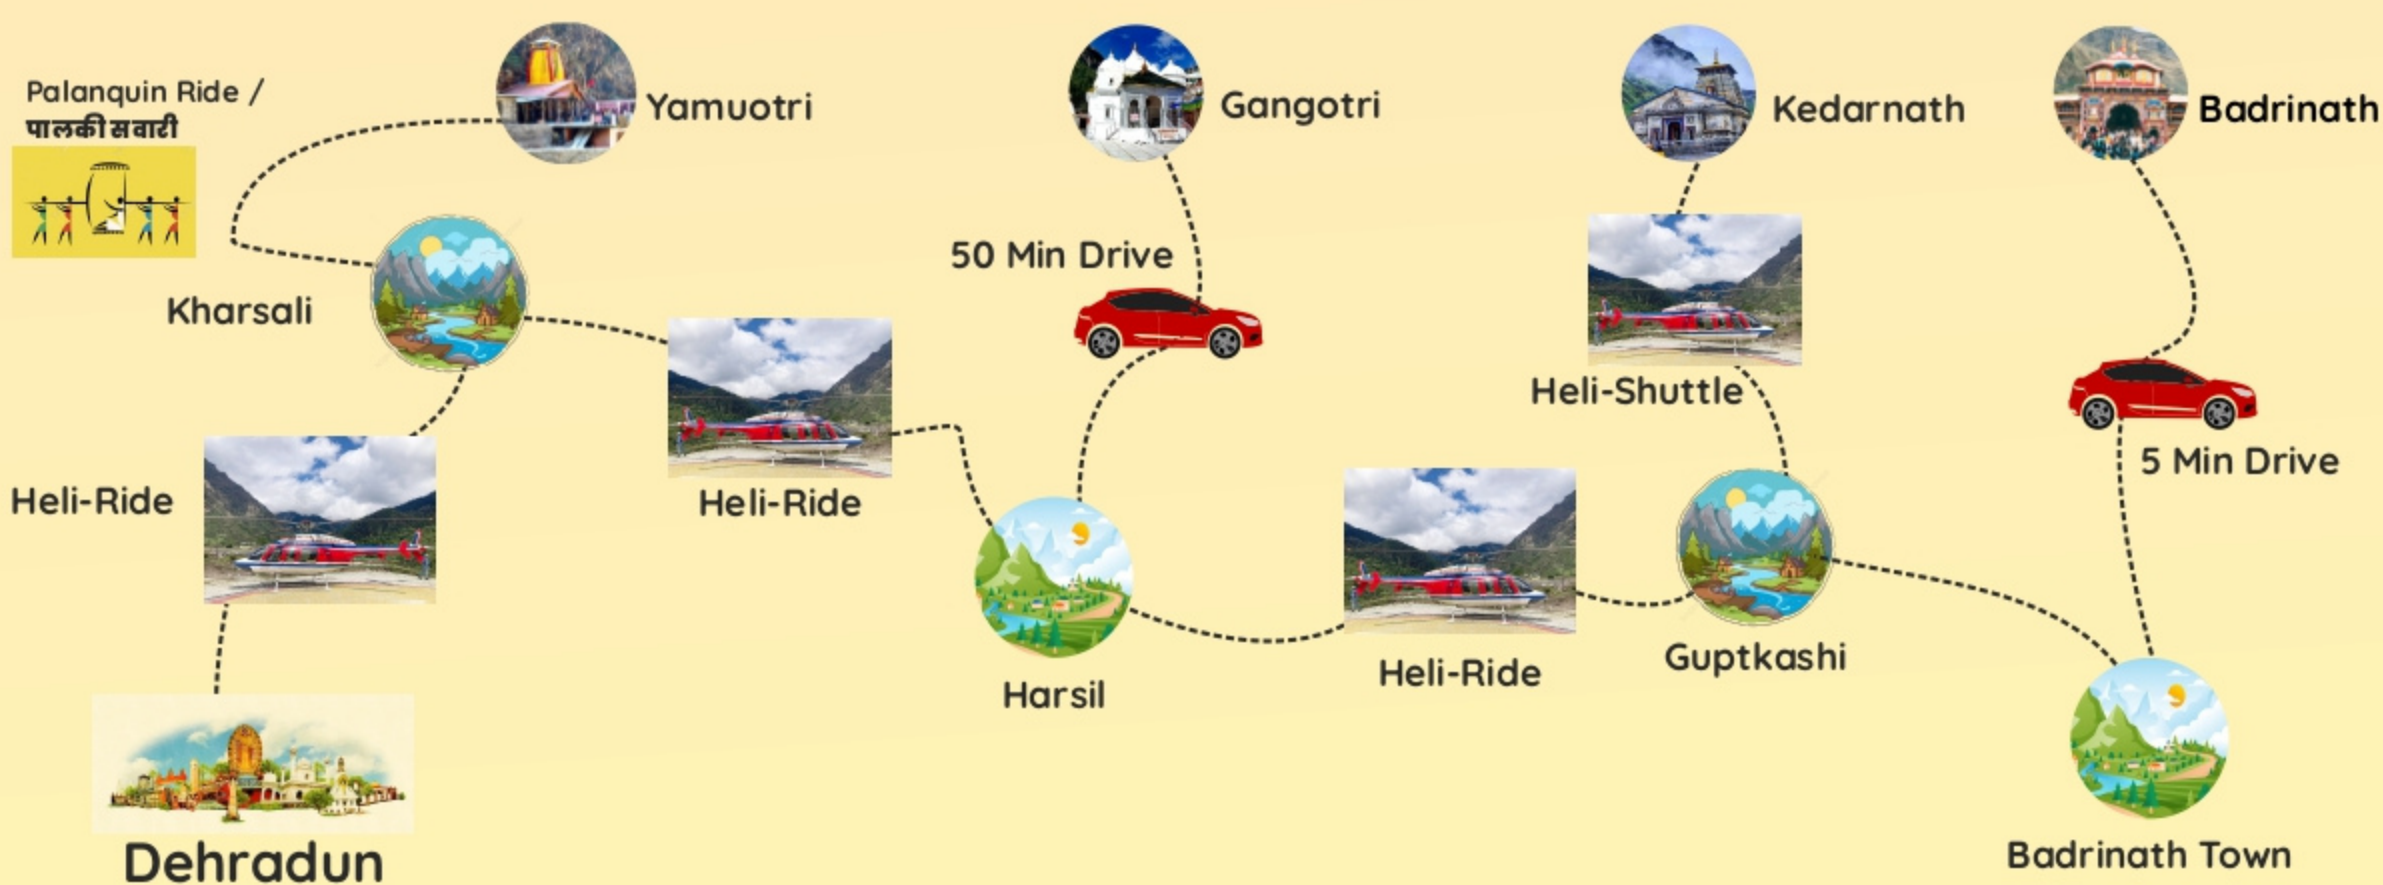 Palanquin Ride /
पालकी सवारी
Yamuotri
Gangotri
Kedarnath
Badrinath
Kharsali
50 Min Drive
Heli-Shuttle
5 Min Drive
Heli-Ride
Heli-Ride
Heli-Ride
Guptkashi
Harsil
Dehradun
Badrinath Town